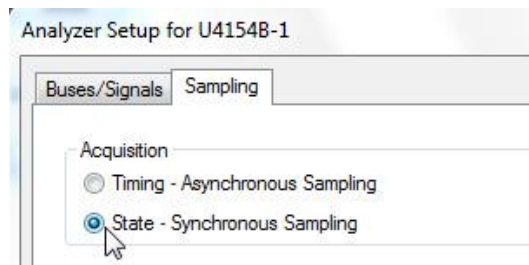 Analyzer Setup for U4154B-1
Buses/Signals Sampling
Acquisition
Timing - Asynchronous Sampling
State - Synchronous Sampling